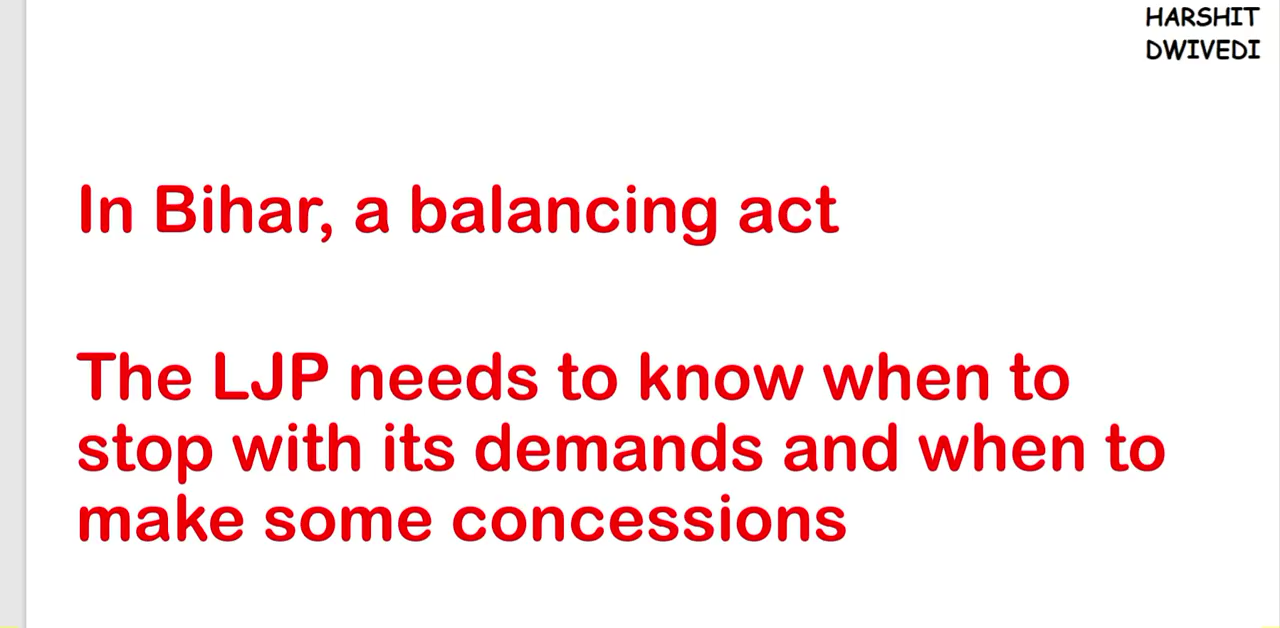 HARSHIT
DWIVEDI
In Bihar, a balancing act
The LJP needs to know when to
stop with its demands and when to
make some concessions